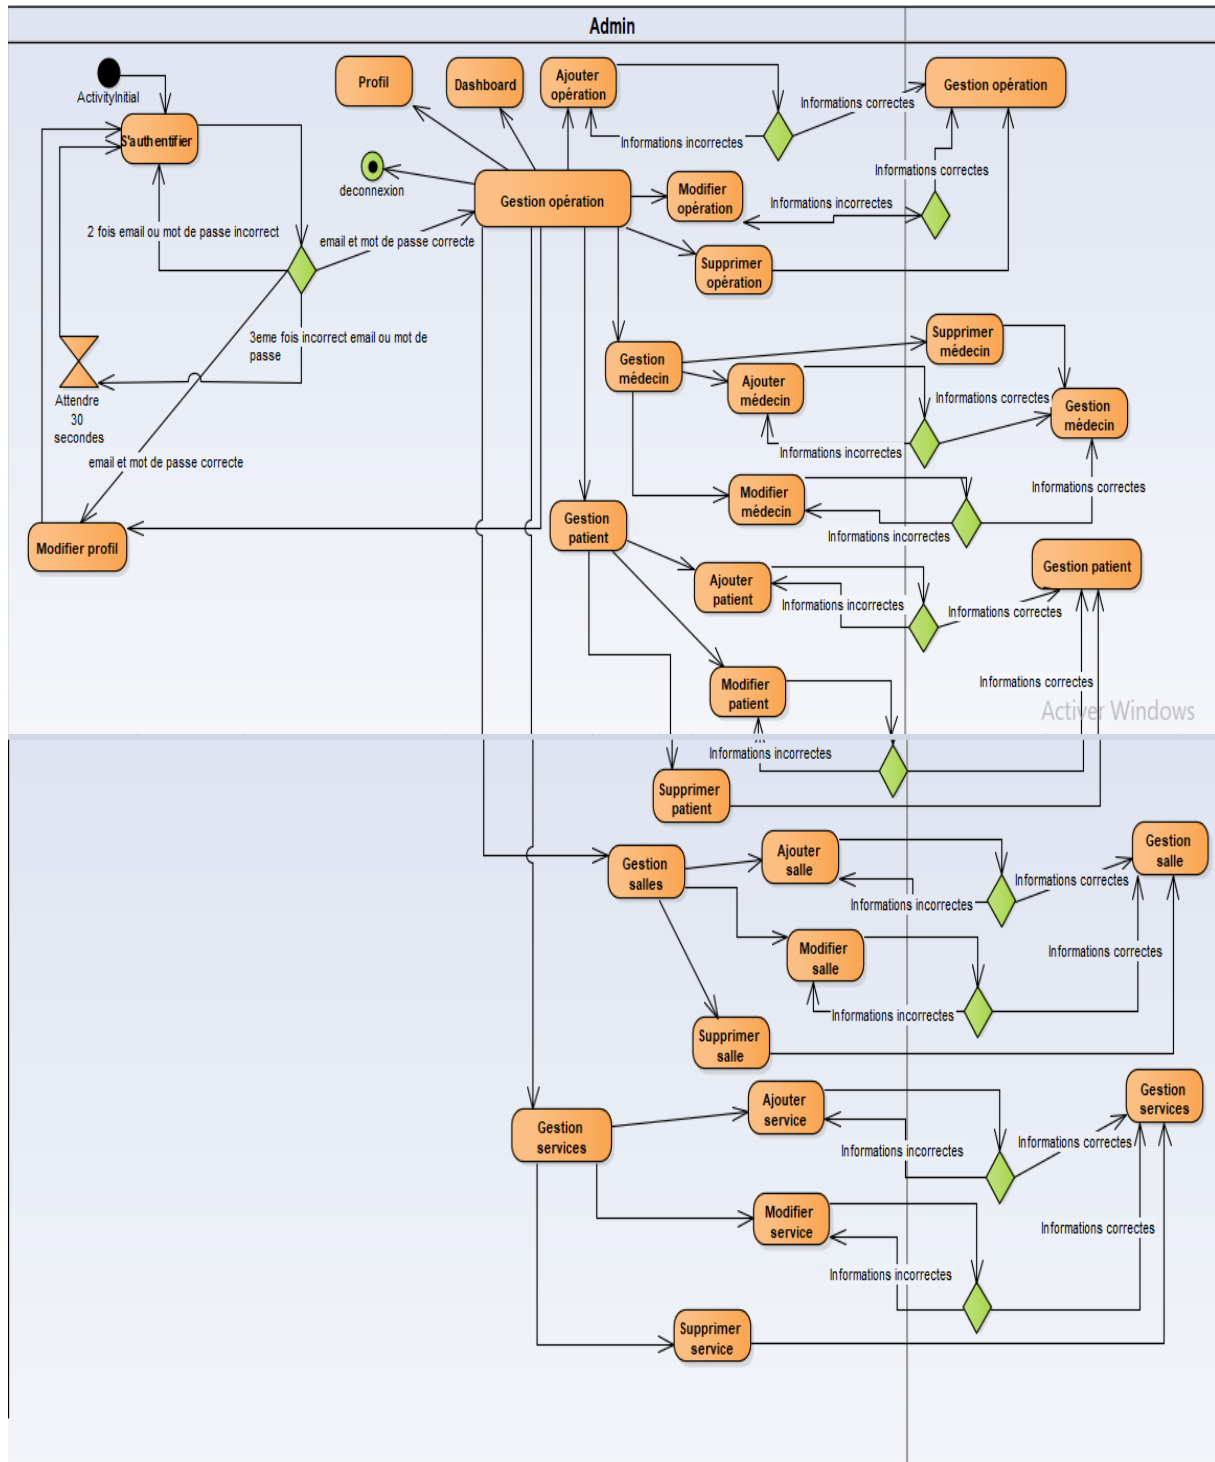 Admin
ActivityInitial
S'authentifier
Profil
Dashboard
Ajouter
opération
Informations correctes
Gestion opération
Informations incorrectes
deconnexion
Gestion opération
Modifier
opération
Informations correctes
Informations incorrectes
2 fois email ou mot de passe incorrect
email et mot de passe correcte
Supprimer
opération
3eme fois incorrect email ou mot de
passe
Attendre
30
secondes
email et mot de passe correcte
Modifier profil
Gestion
médecin
Supprimer
médecin
Ajouter
médecin
Informations correctes
Gestion
médecin
Informations incorrectes
Modifier
médecin
Informations correctes
Informations incorrectes
Gestion
patient
Gestion patient
Ajouter
patient
Informations incorrectes
Informations correctes
Modifier
patient
Informations correctes
Activer Windows
Informations incorrectes
Supprimer
patient
Gestion
salles
Ajouter
salle
Gestion
salle
Informations correctes
Informations incorrectes
Modifier
salle
Informations correctes
Informations incorrectes
Supprimer
salle
Gestion
services
Ajouter
service
Gestion
services
Informations correctes
Informations incorrectes
Modifier
service
Informations correctes
Informations incorrectes
Supprimer
service